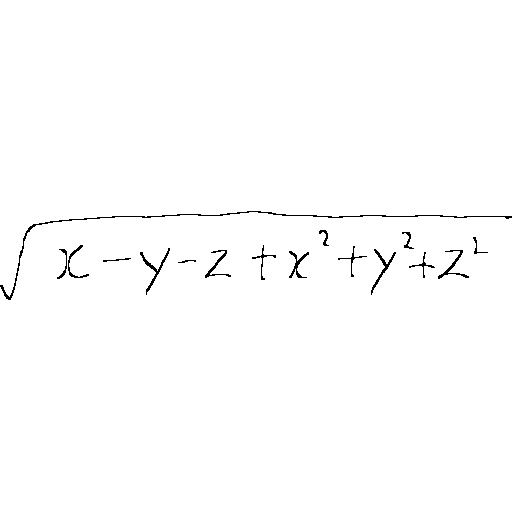 √(x - y - z + x² + y² + z²)